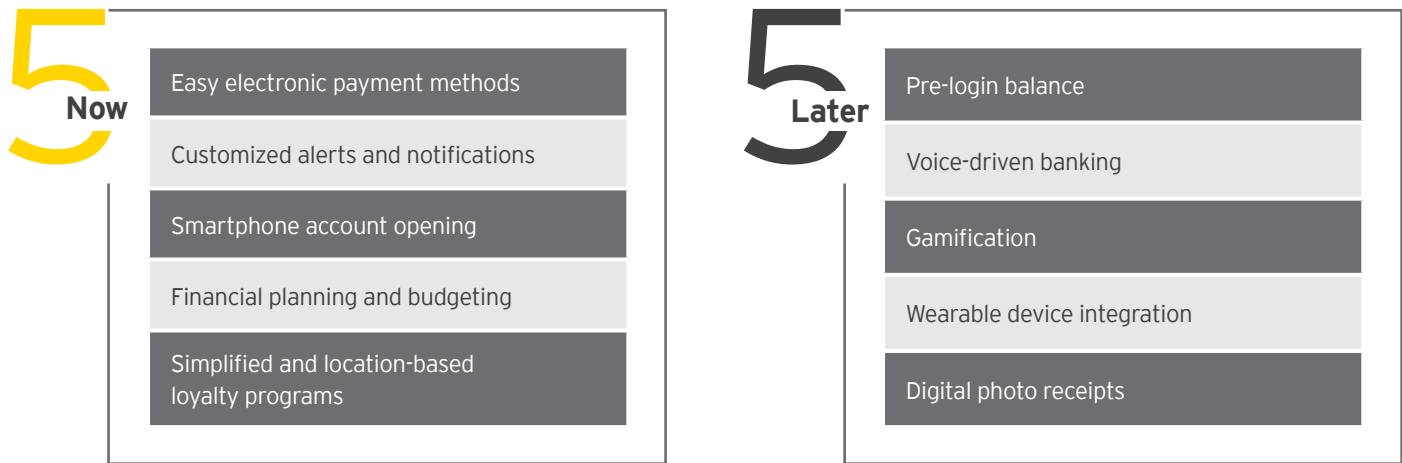 5
Now
Easy electronic payment methods
Customized alerts and notifications
Smartphone account opening
Financial planning and budgeting
Simplified and location-based
loyalty programs
5
Later
Pre-login balance
Voice-driven banking
Gamification
Wearable device integration
Digital photo receipts